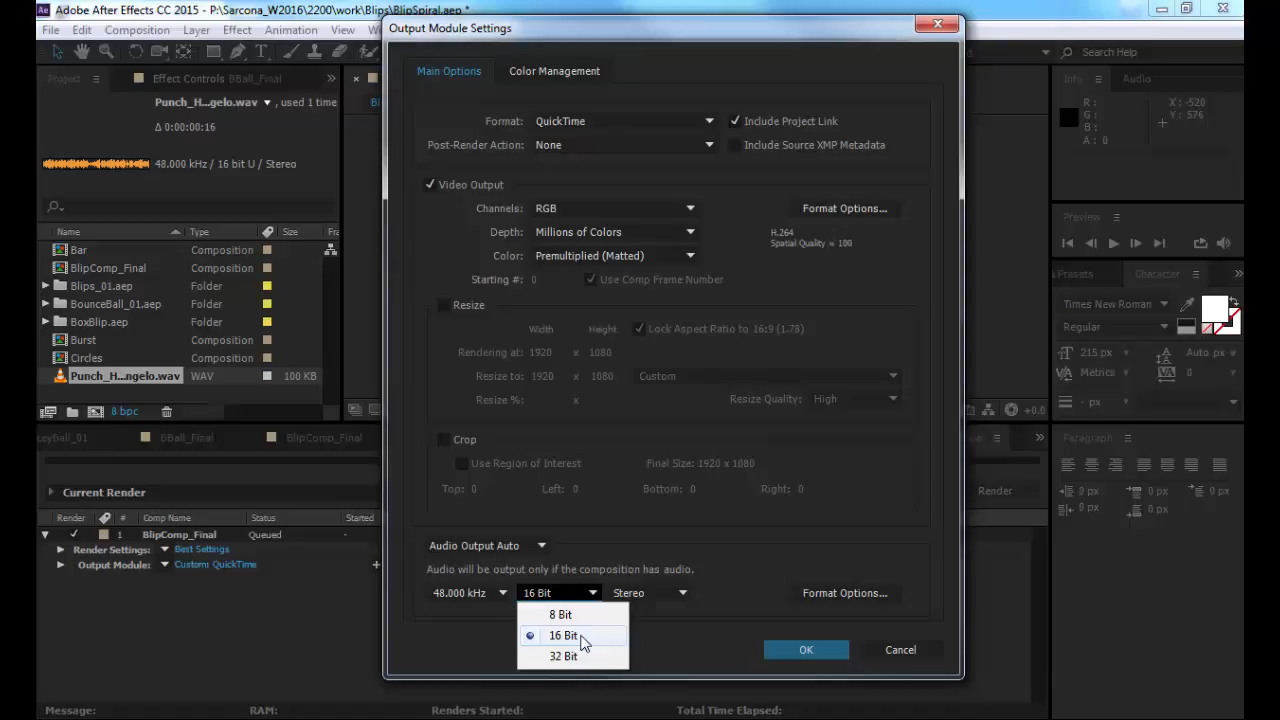 Adobe After Effects CC 2015 - P:\Sarcona_W2016\2200\work\Blips\BlipSpiral.aep *
File Edit Composition Layer Effect Animation View
Output Module Settings
Search Help
Project Effect Controls BBall_Final
Punch_H...gelo.wav, used 1 time
Δ 0:00:00:16
48.000 kHz / 16 bit U / Stereo
Name Type Size Fra
Bar Composition
BlipComp_Final Composition
Blips_01.aep Folder
BounceBall_01.aep Folder
BoxBlip.aep Folder
Burst Composition
Circles Composition
Punch_H...ngelo.wav WAV 100 KB
8 bpc
Main Options Color Management
Format: QuickTime Include Project Link
Post-Render Action: None Include Source XMP Metadata
Video Output
Channels: RGB Format Options...
Depth: Millions of Colors H.264
Spatial Quality = 100
Color: Premultiplied (Matted)
Starting #: 0 Use Comp Frame Number
Resize
Width Height Lock Aspect Ratio to 16:9 (1.78)
Rendering at: 1920 x 1080
Resize to: 1920 x 1080 Custom
Resize %: x Resize Quality: High
Crop
Use Region of Interest Final Size: 1920 x 1080
Top: 0 Left: 0 Bottom: 0 Right: 0
Audio Output Auto
Audio will be output only if the composition has audio.
48.000 kHz 16 Bit Stereo Format Options...
8 Bit
16 Bit
32 Bit
OK Cancel
Info Audio
R: X: -520
G: Y: 576
B:
A: 0
+0.0
Preview
Presets Character
Times New Roman
Regular
215 px Auto px
Metrics 0
- px
Paragraph
0 px 0 px 0 px
0 px 0 px
BBall_Final BlipComp_Final
Current Render Render
Render # Comp Name Status Started
1 BlipComp_Final Queued -
Render Settings: Best Settings
Output Module: Custom: QuickTime
Message: RAM: Renders Started: Total Time Elapsed: